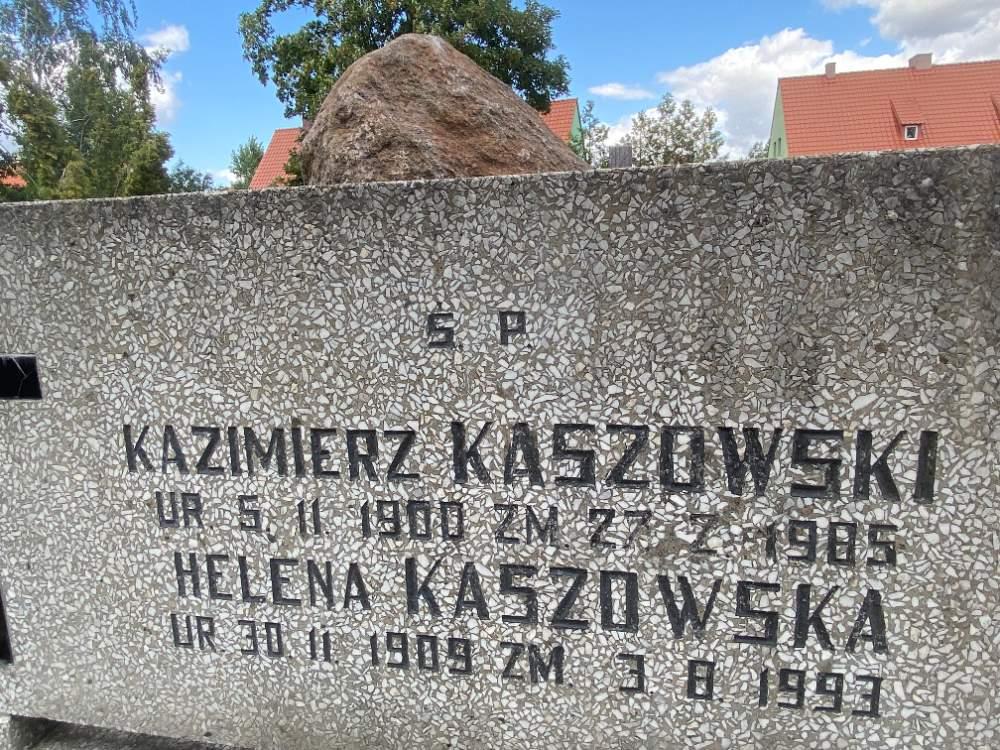 Ś. P.
KAZIMIERZ KASZOWSKI
UR. 5. 11. 1900 ZM. 27. 2. 1985
HELENA KASZOWSKA
UR. 30. 11. 1909 ZM. 3. 8. 1993